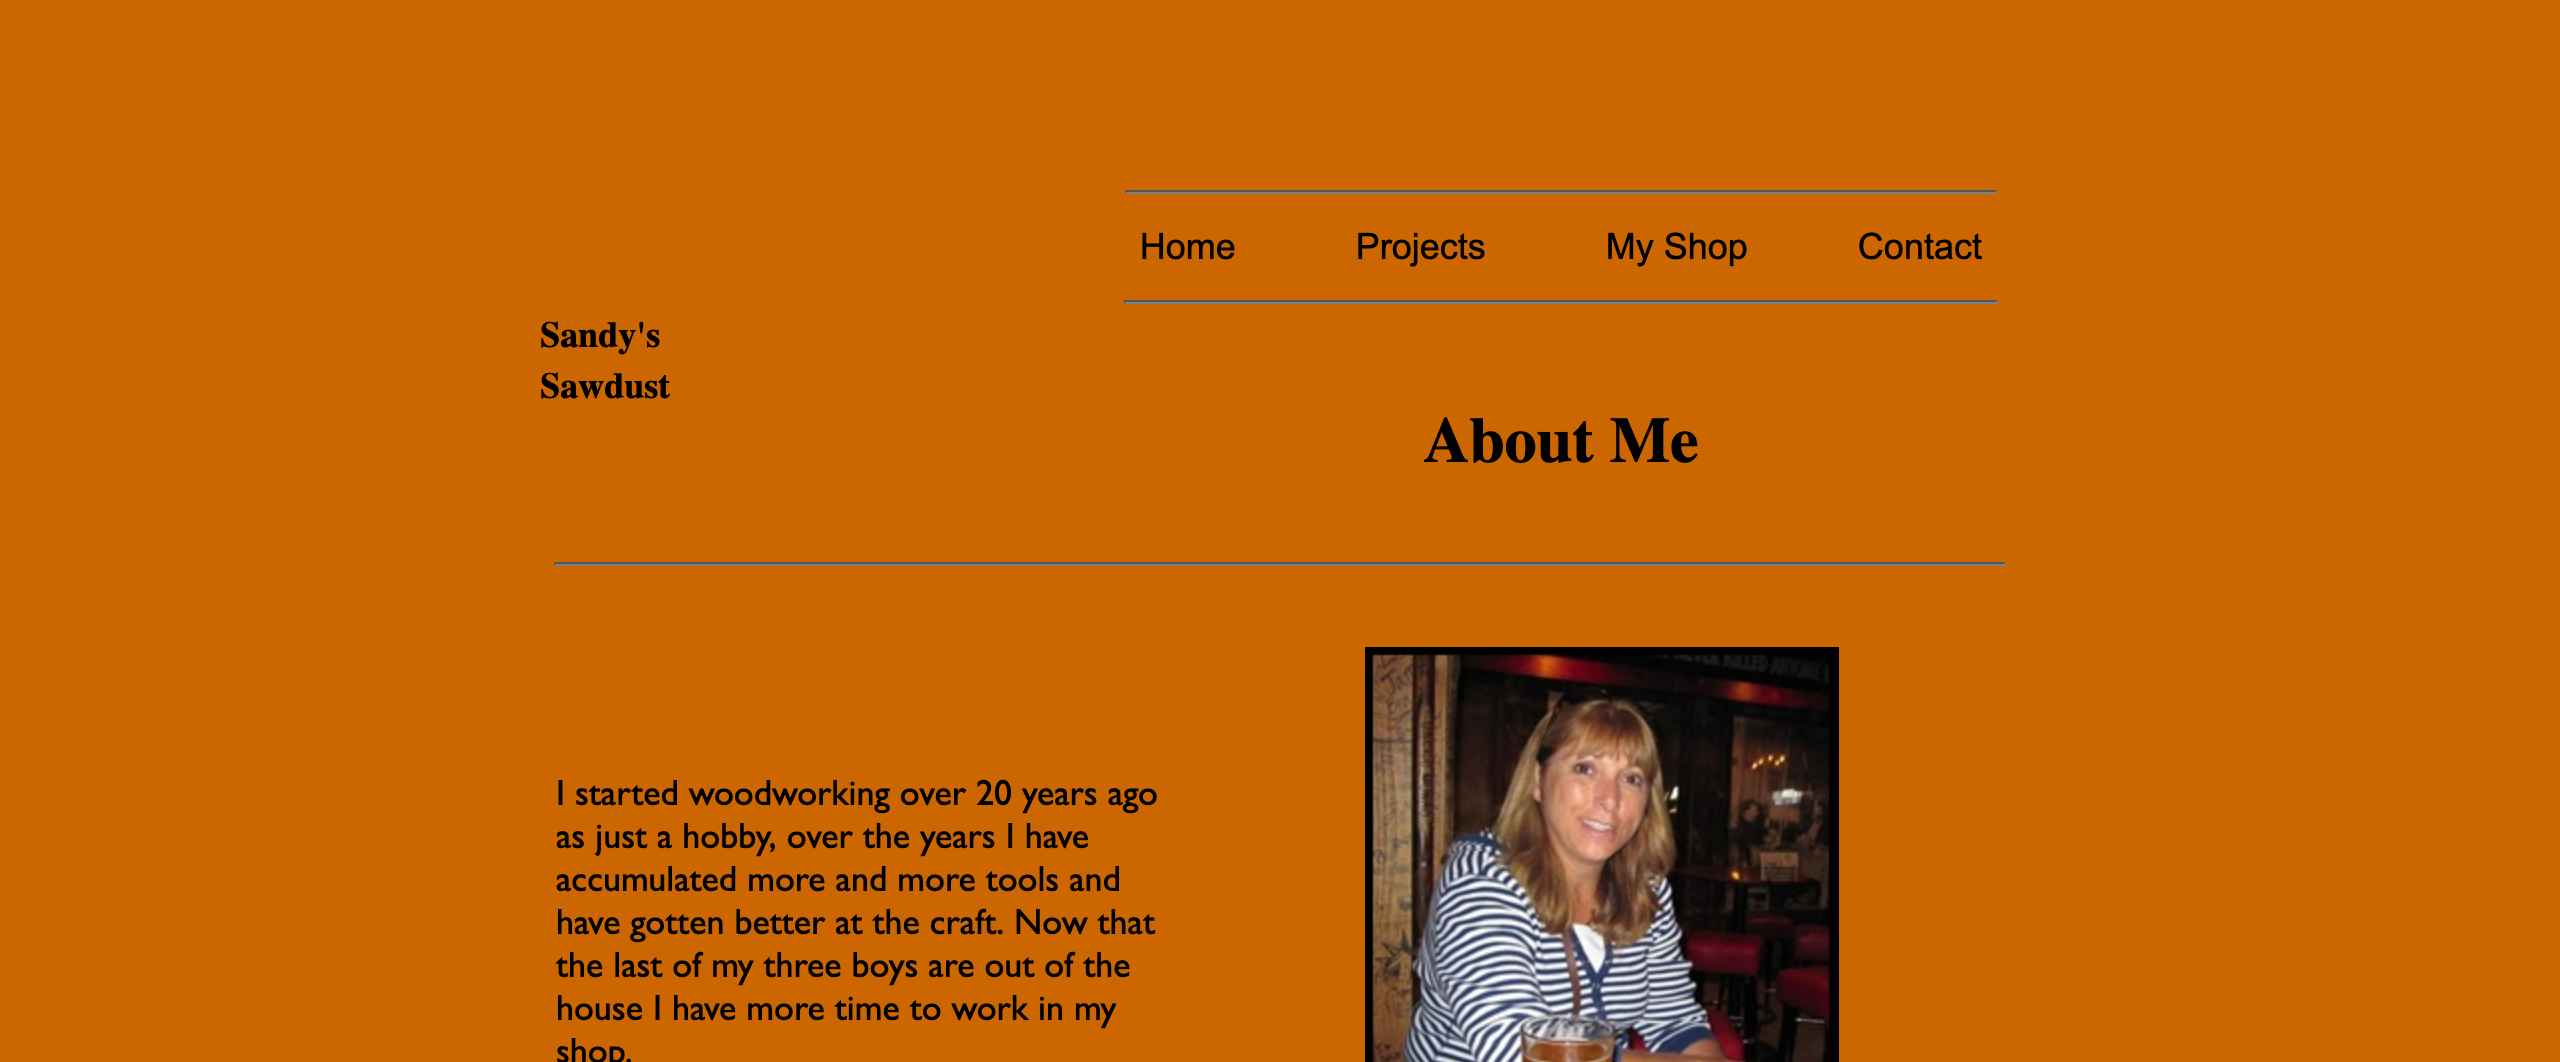 Home Projects My Shop Contact
Sandy's
Sawdust
About Me
I started woodworking over 20 years ago
as just a hobby, over the years I have
accumulated more and more tools and
have gotten better at the craft. Now that
the last of my three boys are out of the
house I have more time to work in my
shop.